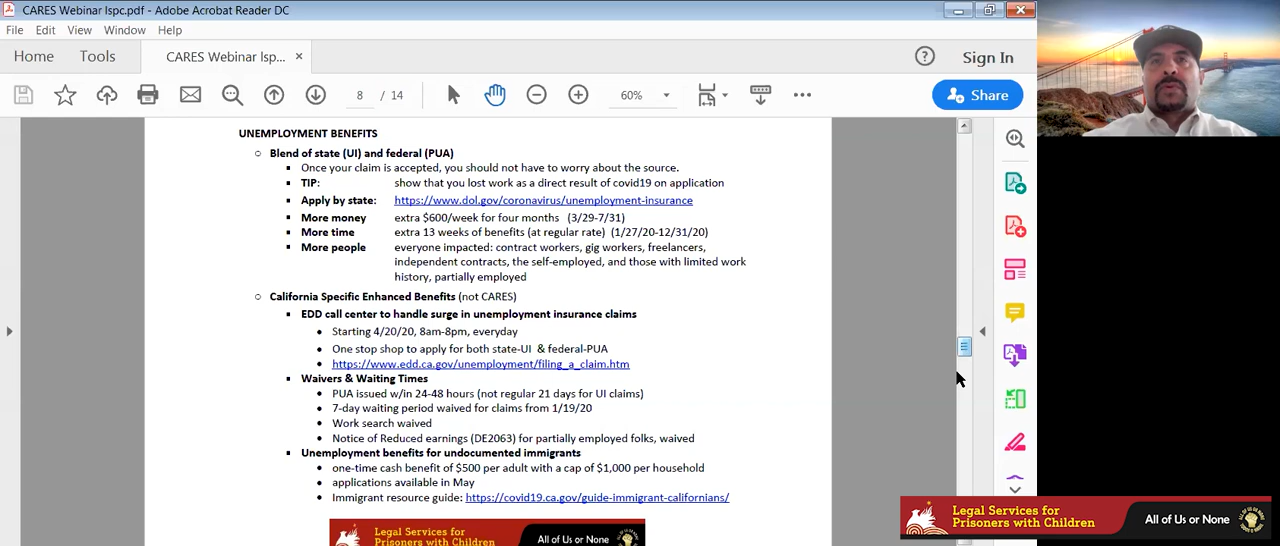 CARES Webinar lspc.pdf - Adobe Acrobat Reader DC
File Edit View Window Help
Home Tools CARES Webinar lsp... × Sign In
8 / 14 60% Share
UNEMPLOYMENT BENEFITS
Blend of state (UI) and federal (PUA)
Once your claim is accepted, you should not have to worry about the source.
TIP: show that you lost work as a direct result of covid19 on application
Apply by state: https://www.dol.gov/coronavirus/unemployment-insurance
More money extra $600/week for four months (3/29-7/31)
More time extra 13 weeks of benefits (at regular rate) (1/27/20-12/31/20)
More people everyone impacted: contract workers, gig workers, freelancers,
independent contracts, the self-employed, and those with limited work
history, partially employed
California Specific Enhanced Benefits (not CARES)
EDD call center to handle surge in unemployment insurance claims
Starting 4/20/20, 8am-8pm, everyday
One stop shop to apply for both state-UI & federal-PUA
https://www.edd.ca.gov/unemployment/filing_a_claim.htm
Waivers & Waiting Times
PUA issued w/in 24-48 hours (not regular 21 days for UI claims)
7-day waiting period waived for claims from 1/19/20
Work search waived
Notice of Reduced earnings (DE2063) for partially employed folks, waived
Unemployment benefits for undocumented immigrants
one-time cash benefit of $500 per adult with a cap of $1,000 per household
applications available in May
Immigrant resource guide: https://covid19.ca.gov/guide-immigrant-californians/
Legal Services for
All of Us or None
Legal Services for
Prisoners with Children
All of Us or None